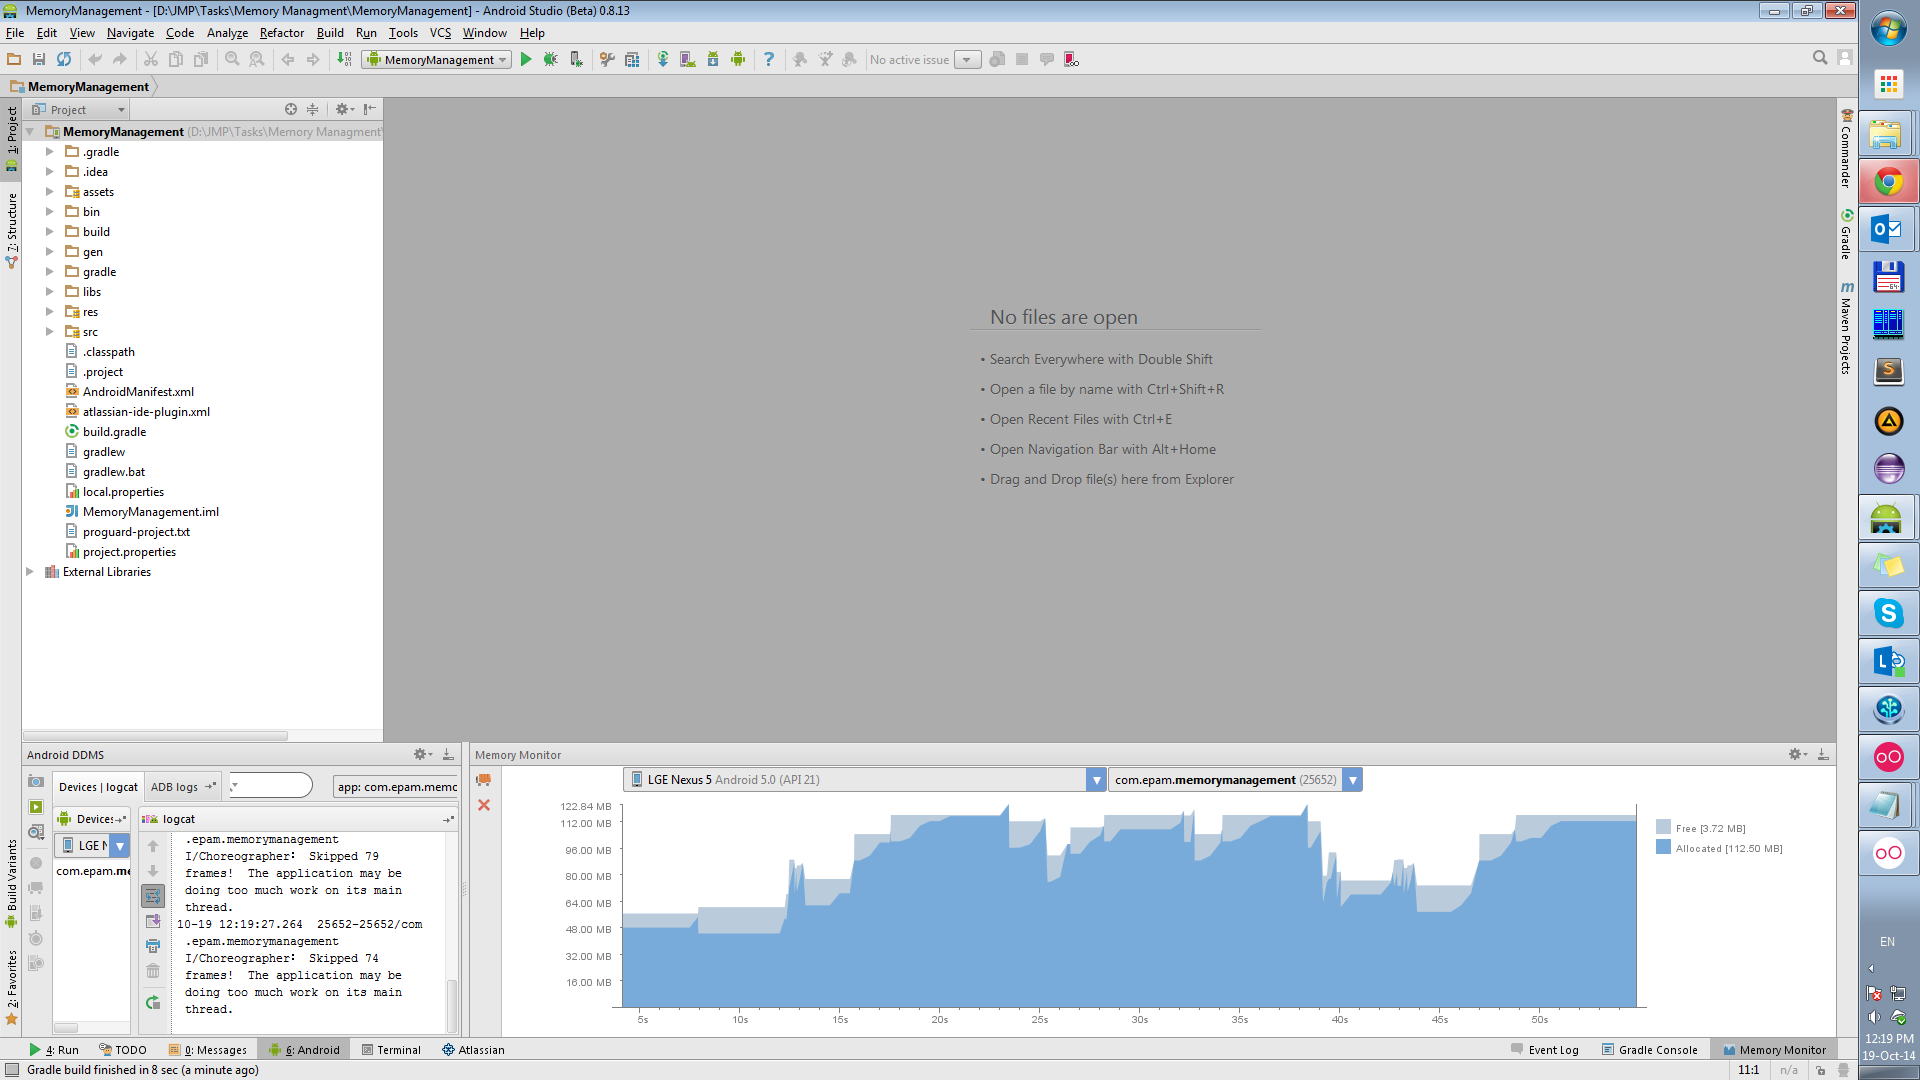 MemoryManagement - [D:\JMP\Tasks\Memory Managment\MemoryManagement] - Android Studio (Beta) 0.8.13
File Edit View Navigate Code Analyze Refactor Build Run Tools VCS Window Help
MemoryManagement
No active issue
MemoryManagement
Project
MemoryManagement (D:\JMP\Tasks\Memory Managment\
.gradle
.idea
assets
bin
build
gen
gradle
libs
res
src
.classpath
.project
AndroidManifest.xml
atlassian-ide-plugin.xml
build.gradle
gradlew
gradlew.bat
local.properties
MemoryManagement.iml
proguard-project.txt
project.properties
External Libraries
1: Project
7: Structure
Build Variants
2: Favorites
No files are open
• Search Everywhere with Double Shift
• Open a file by name with Ctrl+Shift+R
• Open Recent Files with Ctrl+E
• Open Navigation Bar with Alt+Home
• Drag and Drop file(s) here from Explorer
Commander
Gradle
Maven Projects
Android DDMS
Devices | logcat
ADB logs
app: com.epam.memo
Devices
logcat
LGE N
com.epam.me
.epam.memorymanagement
I/Choreographer: Skipped 79
frames! The application may be
doing too much work on its main
thread.
10-19 12:19:27.264 25652-25652/com
.epam.memorymanagement
I/Choreographer: Skipped 74
frames! The application may be
doing too much work on its main
thread.
Memory Monitor
LGE Nexus 5 Android 5.0 (API 21)
com.epam.memorymanagement (25652)
122.84 MB
112.00 MB
96.00 MB
80.00 MB
64.00 MB
48.00 MB
32.00 MB
16.00 MB
5s 10s 15s 20s 25s 30s 35s 40s 45s 50s
Free [3.72 MB]
Allocated [112.50 MB]
4: Run TODO 0: Messages 6: Android Terminal Atlassian
Event Log Gradle Console Memory Monitor
Gradle build finished in 8 sec (a minute ago)
11:1 n/a
64
EN
12:19 PM
19-Oct-14